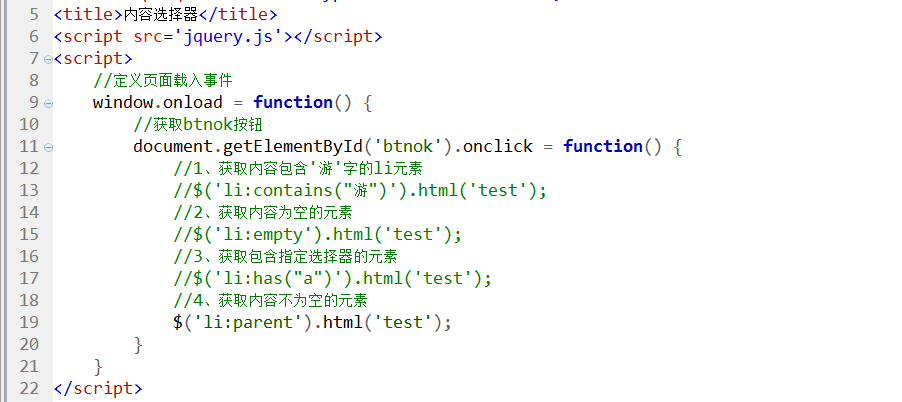 5 <title>内容选择器</title>
6 <script src='jquery.js'></script>
7 <script>
8 //定义页面载入事件
9 window.onload = function() {
10 //获取btnok按钮
11 document.getElementById('btnok').onclick = function() {
12 //1、获取内容包含'游'字的li元素
13 //$('li:contains("游")').html('test');
14 //2、获取内容为空的元素
15 //$('li:empty').html('test');
16 //3、获取包含指定选择器的元素
17 //$('li:has("a")').html('test');
18 //4、获取内容不为空的元素
19 $('li:parent').html('test');
20 }
21 }
22 </script>